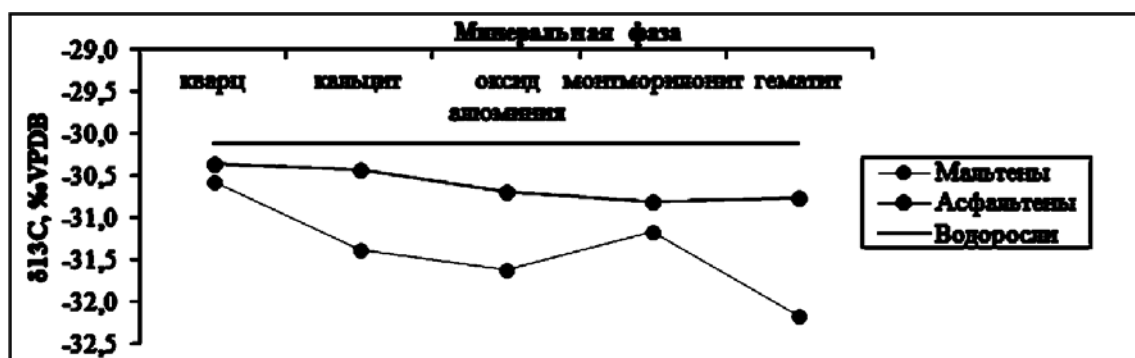 Минеральная фаза
-29,0
-29,5
-30,0
-30,5
-31,0
-31,5
-32,0
-32,5
δ13C, ‰VPDB
кварц кальцит оксид монтморилонит гематит
алюминия
Мальтены
Асфальтены
Водоросли